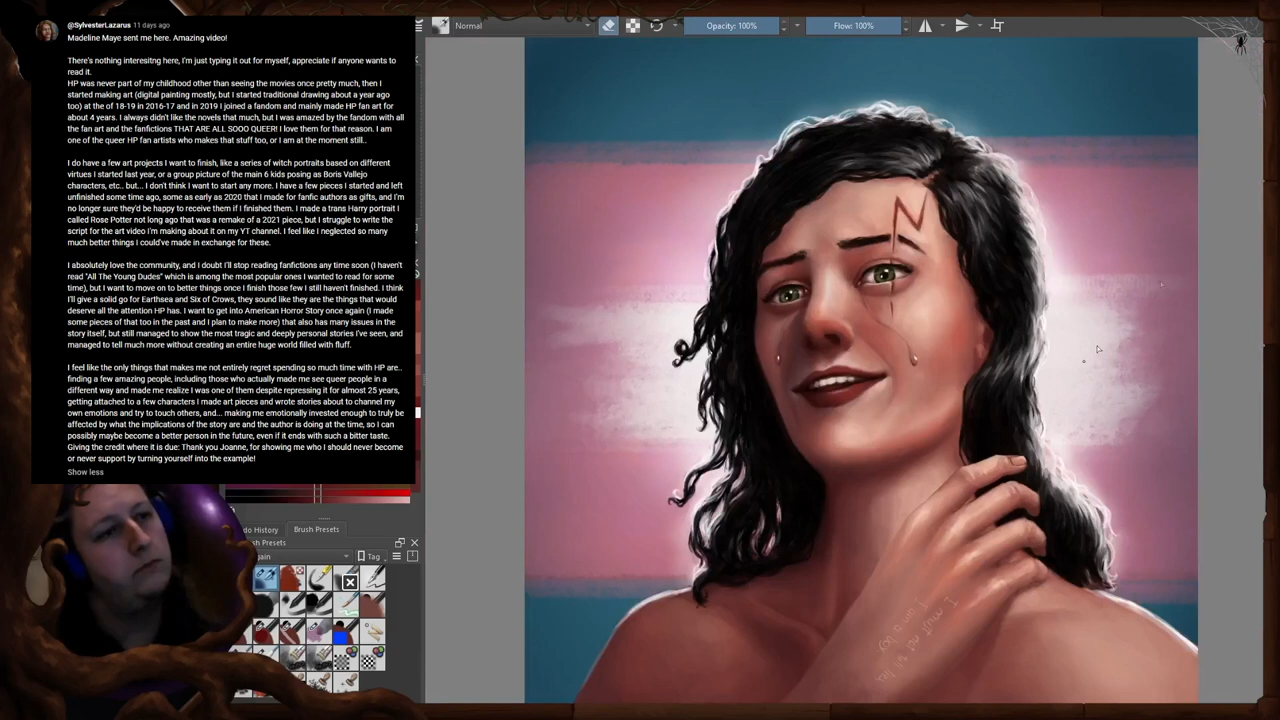 @SylvesterLazarus 11 days ago
Madeline Maye sent me here. Amazing video!
There's nothing interesitng here, I'm just typing it out for myself, appreciate if anyone wants to
read it.
HP was never part of my childhood other than seeing the movies once pretty much, then I
started making art (digital painting mostly, but I started traditional drawing about a year ago
too) at the of 18-19 in 2016-17 and in 2019 I joined a fandom and mainly made HP fan art for
about 4 years. I always didn't like the novels that much, but I was amazed by the fandom with all
the fan art and the fanfictions THAT ARE ALL SOOO QUEER! I love them for that reason. I am
one of the queer HP fan artists who makes that stuff too, or I am at the moment still..
I do have a few art projects I want to finish, like a series of witch portraits based on different
virtues I started last year, or a group picture of the main 6 kids posing as Boris Vallejo
characters, etc.. but... I don't think I want to start any more. I have a few pieces I started and left
unfinished some time ago, some as early as 2020 that I made for fanfic authors as gifts, and I'm
no longer sure they'd be happy to receive them if I finished them. I made a trans Harry portrait I
called Rose Potter not long ago that was a remake of a 2021 piece, but I struggle to write the
script for the art video I'm making about it on my YT channel. I feel like I neglected so many
much better things I could've made in exchange for these.
I absolutely love the community, and I doubt I'll stop reading fanfictions any time soon (I haven't
read "All The Young Dudes" which is among the most popular ones I wanted to read for some
time), but I want to move on to better things once I finish those few I still haven't finished. I think
I'll give a solid go for Earthsea and Six of Crows, they sound like they are the things that would
deserve all the attention HP has. I want to get into American Horror Story once again (I made
some pieces of that too in the past and I plan to make more) that also has many issues in the
story itself, but still managed to show the most tragic and deeply personal stories I've seen, and
managed to tell much more without creating an entire huge world filled with fluff.
I feel like the only things that makes me not entirely regret spending so much time with HP are..
finding a few amazing people, including those who actually made me see queer people in a
different way and made me realize I was one of them despite repressing it for almost 25 years,
getting attached to a few characters I made art pieces and wrote stories about to channel my
own emotions and try to touch others, and... making me emotionally invested enough to truly be
affected by what the implications of the story are and the author is doing at the time, so I can
possibly maybe become a better person in the future, even if it ends with such a bitter taste.
Giving the credit where it is due: Thank you Joanne, for showing me who I should never become
or never support by turning yourself into the example!
Show less
Normal
Opacity: 100%
Flow: 100%
do History
Brush Presets
sh Presets
gain
Tag
I must not tell lies
I am a boy